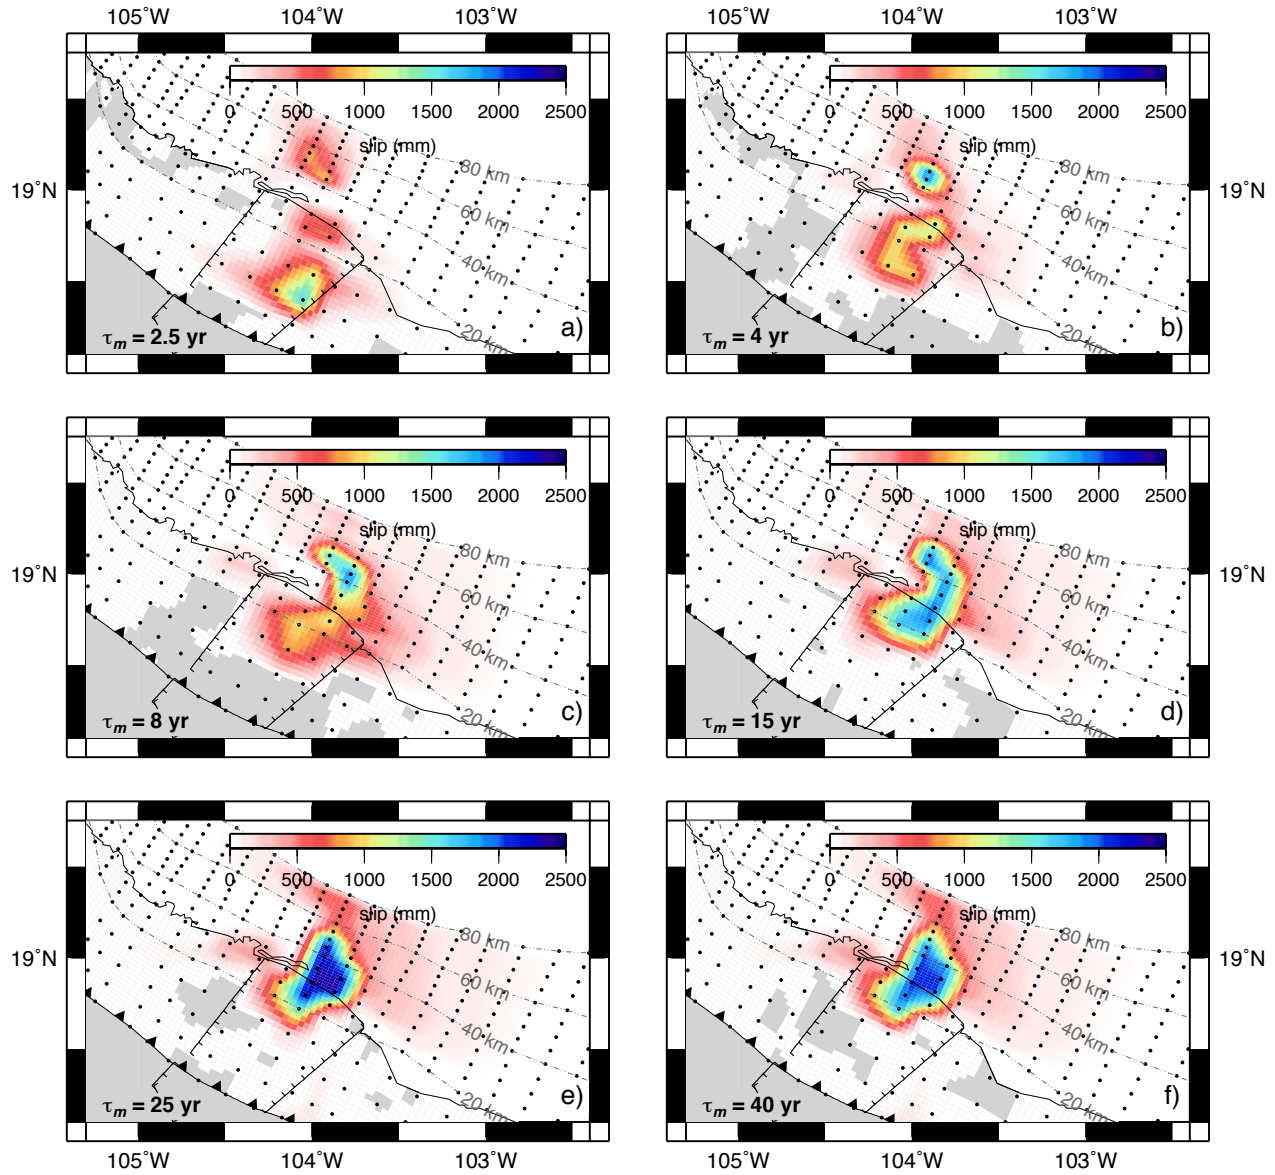 105˚W 104˚W 103˚W 105˚W 104˚W 103˚W
0 500 1000 1500 2000 2500
slip (mm)
80 km
60 km
40 km
20 km
19˚N
τm = 2.5 yr
a)
0 500 1000 1500 2000 2500
slip (mm)
80 km
60 km
40 km
20 km
19˚N
τm = 4 yr
b)
0 500 1000 1500 2000 2500
slip (mm)
80 km
60 km
40 km
20 km
19˚N
τm = 8 yr
c)
0 500 1000 1500 2000 2500
slip (mm)
80 km
60 km
40 km
20 km
19˚N
τm = 15 yr
d)
0 500 1000 1500 2000 2500
slip (mm)
80 km
60 km
40 km
20 km
19˚N
τm = 25 yr
e)
0 500 1000 1500 2000 2500
slip (mm)
80 km
60 km
40 km
20 km
19˚N
τm = 40 yr
f)
105˚W 104˚W 103˚W 105˚W 104˚W 103˚W